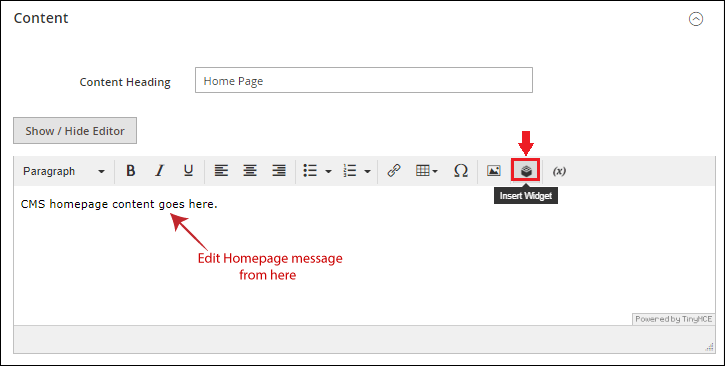 Content
Content Heading
Home Page
Show / Hide Editor
Paragraph B I U Ω (x)
Insert Widget
CMS homepage content goes here.
Edit Homepage message
from here
Powered by TinyMCE